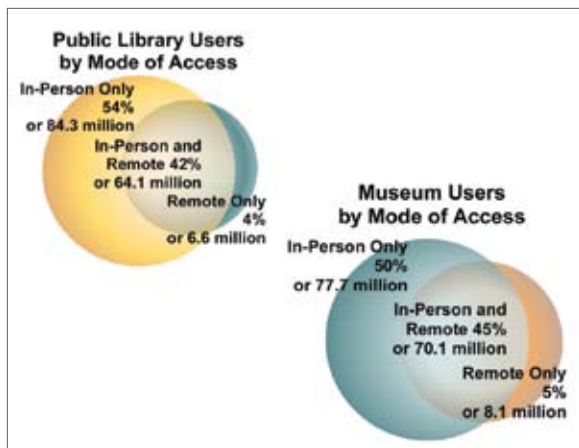 Public Library Users
by Mode of Access
In-Person Only
54%
or 84.3 million
In-Person and
Remote 42%
or 64.1 million
Remote Only
4%
or 6.6 million
Museum Users
by Mode of Access
In-Person Only
50%
or 77.7 million
In-Person and
Remote 45%
or 70.1 million
Remote Only
5%
or 8.1 million